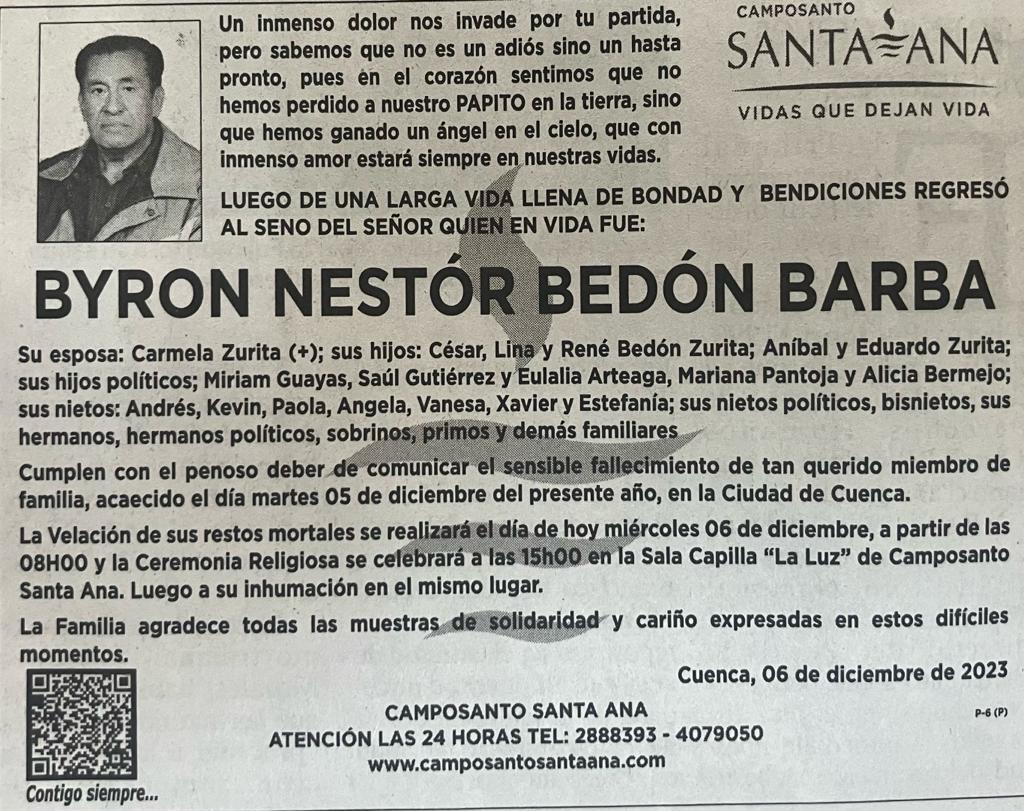 Un inmenso dolor nos invade por tu partida,
pero sabemos que no es un adiós sino un hasta
pronto, pues en el corazón sentimos que no
hemos perdido a nuestro PAPITO en la tierra, sino
que hemos ganado un ángel en el cielo, que con
inmenso amor estará siempre en nuestras vidas.
CAMPOSANTO
SANTA ANA
VIDAS QUE DEJAN VIDA
LUEGO DE UNA LARGA VIDA LLENA DE BONDAD Y BENDICIONES REGRESÓ
AL SENO DEL SEÑOR QUIEN EN VIDA FUE:
BYRON NESTÓR BEDÓN BARBA
Su esposa: Carmela Zurita (+); sus hijos: César, Lina y René Bedón Zurita; Aníbal y Eduardo Zurita;
sus hijos políticos; Miriam Guayas, Saúl Gutiérrez y Eulalia Arteaga, Mariana Pantoja y Alicia Bermejo;
sus nietos: Andrés, Kevin, Paola, Angela, Vanesa, Xavier y Estefanía; sus nietos políticos, bisnietos, sus
hermanos, hermanos políticos, sobrinos, primos y demás familiares
Cumplen con el penoso deber de comunicar el sensible fallecimiento de tan querido miembro de
familia, acaecido el día martes 05 de diciembre del presente año, en la Ciudad de Cuenca.
La Velación de sus restos mortales se realizará el día de hoy miércoles 06 de diciembre, a partir de las
08H00 y la Ceremonia Religiosa se celebrará a las 15h00 en la Sala Capilla “La Luz” de Camposanto
Santa Ana. Luego a su inhumación en el mismo lugar.
La Familia agradece todas las muestras de solidaridad y cariño expresadas en estos difíciles
momentos.
Cuenca, 06 de diciembre de 2023
CAMPOSANTO SANTA ANA
P-6 (P)
ATENCIÓN LAS 24 HORAS TEL: 2888393 - 4079050
www.camposantosantaana.com
Contigo siempre...